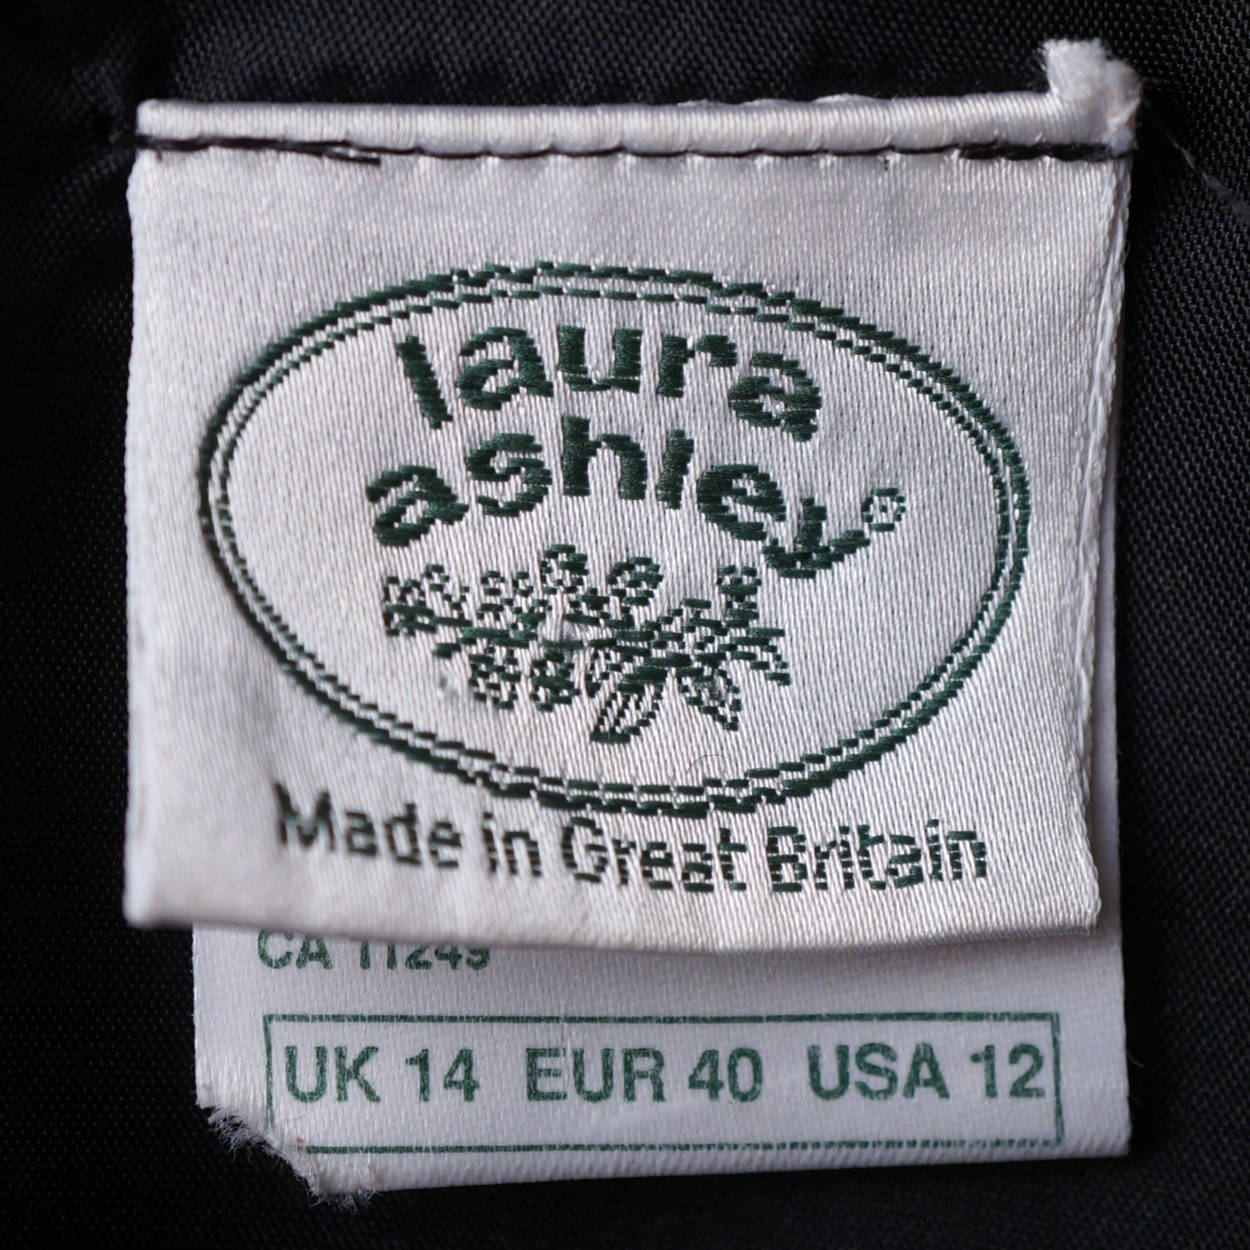 laura
ashley®
Made in Great Britain
CA 11249
UK 14 EUR 40 USA 12